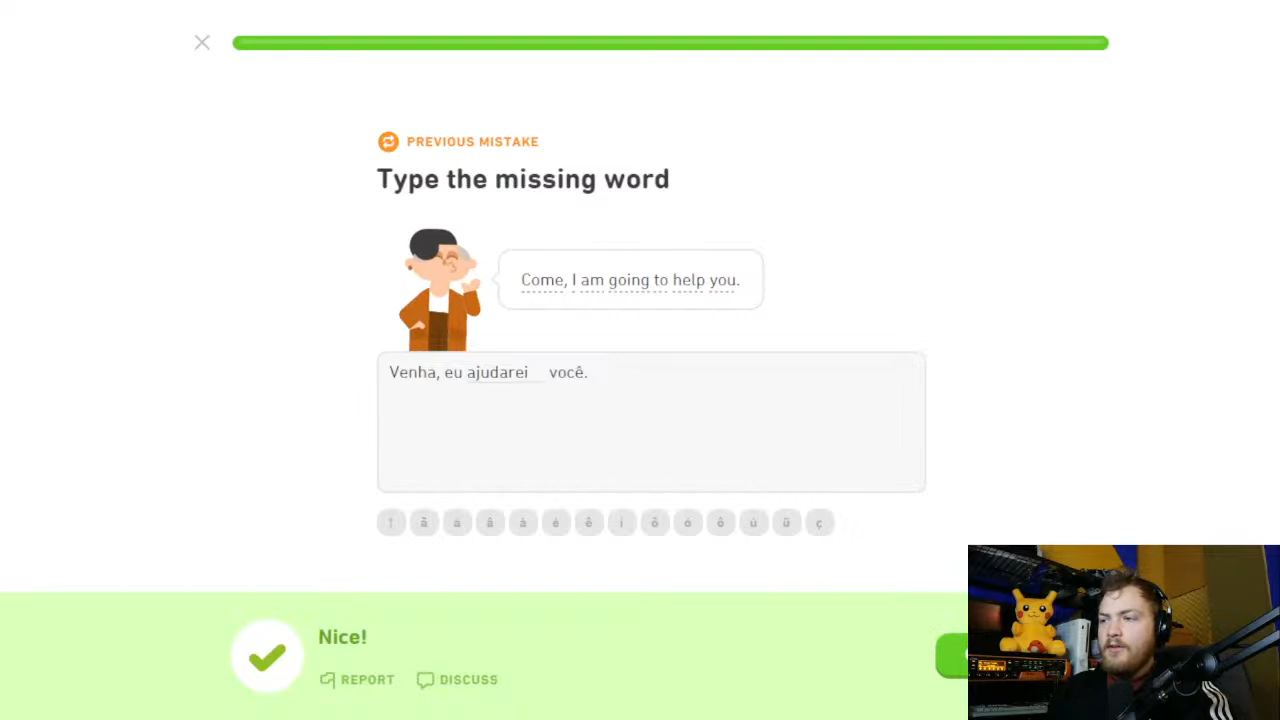 PREVIOUS MISTAKE
Type the missing word
Come, I am going to help you.
Venha, eu ajudarei você.
↑ ã á â à é ê í õ ó ô ú ü ç
Nice!
REPORT DISCUSS